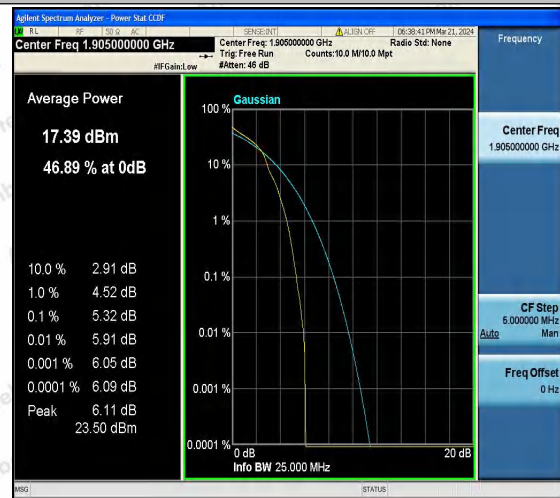 Agilent Spectrum Analyzer - Power Stat CCDF
RL RF 50 Ω AC SENSE:INT ALIGN OFF 06:38:41 PM Mar 21, 2024
Center Freq 1.905000000 GHz
Center Freq: 1.905000000 GHz Radio Std: None
Trig: Free Run Counts:10.0 M/10.0 Mpt
#IFGain:Low #Atten: 46 dB
Frequency
Average Power
17.39 dBm
46.89 % at 0dB
10.0 % 2.91 dB
1.0 % 4.52 dB
0.1 % 5.32 dB
0.01 % 5.91 dB
0.001 % 6.05 dB
0.0001 % 6.09 dB
Peak 6.11 dB
23.50 dBm
Gaussian
100 %
10 %
1 %
0.1 %
0.01 %
0.001 %
0.0001 %
0 dB 20 dB
Info BW 25.000 MHz
Center Freq
1.905000000 GHz
CF Step
5.000000 MHz
Auto Man
Freq Offset
0 Hz
MSG STATUS